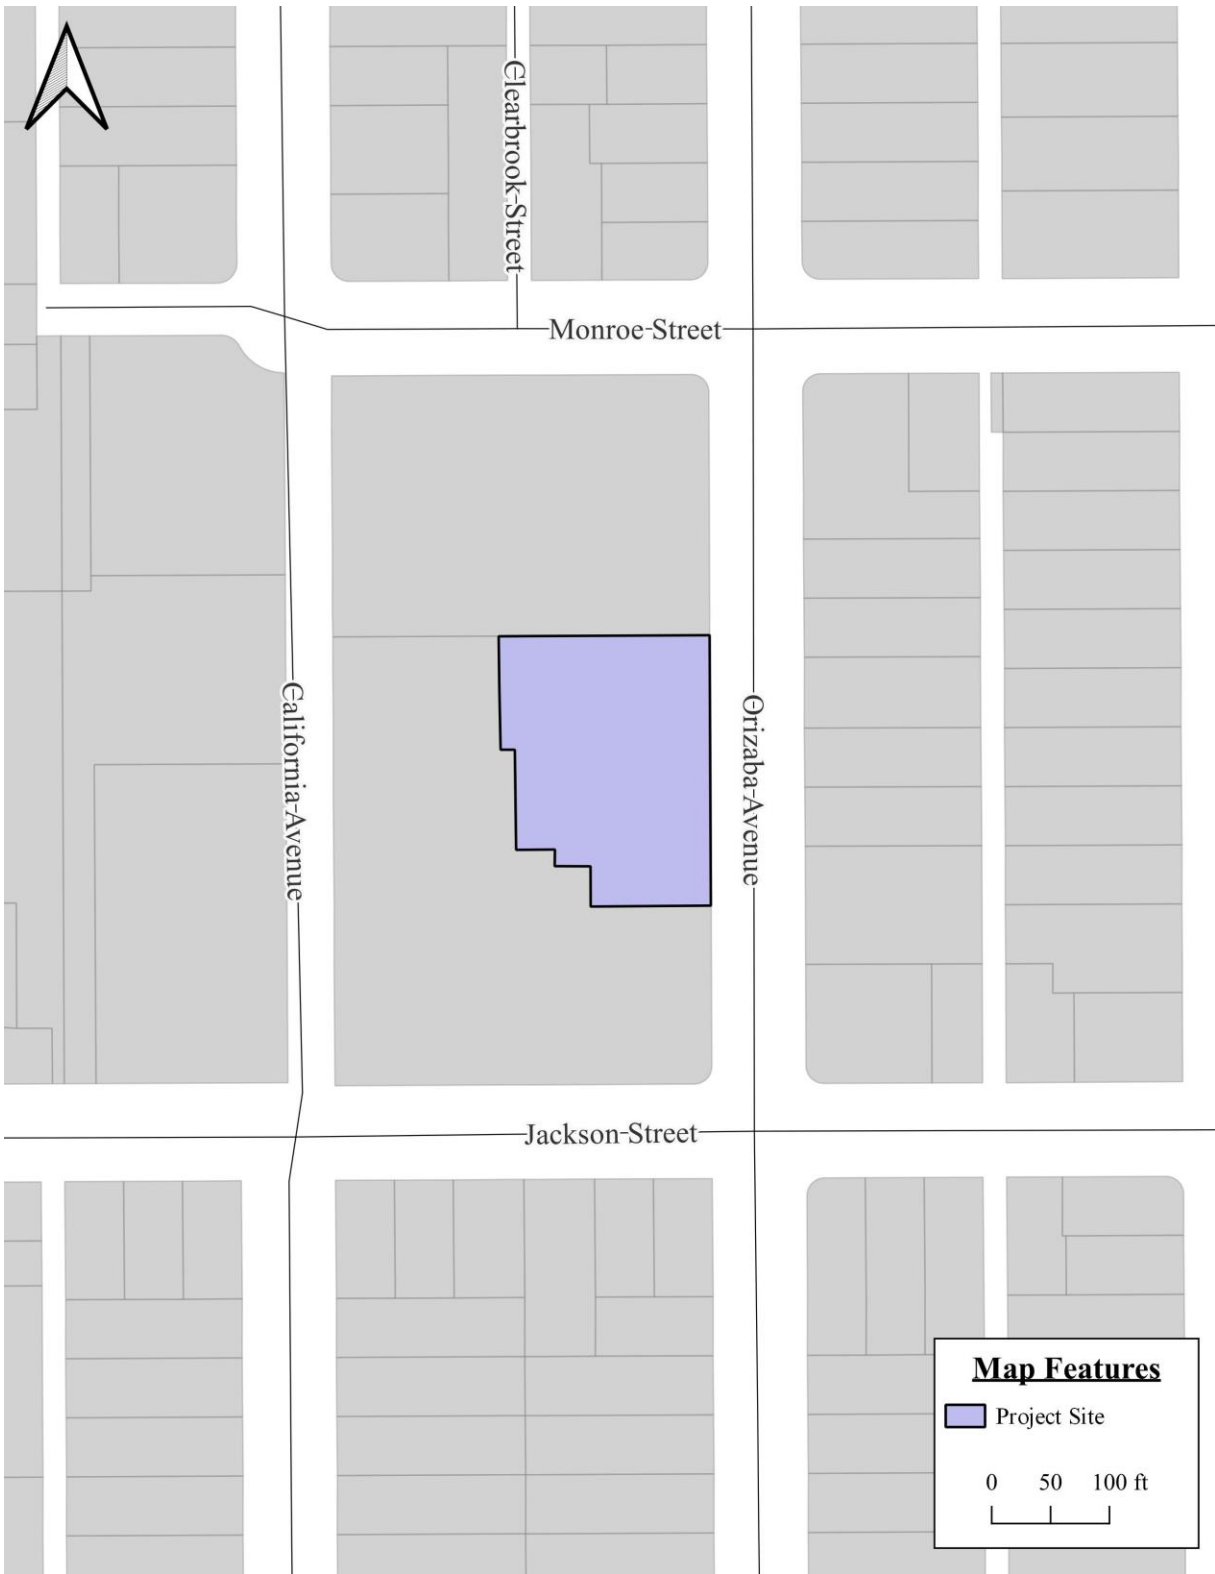 Clearbrook Street
Monroe Street
California Avenue
Orizaba Avenue
Jackson Street
Map Features
Project Site
0 50 100 ft